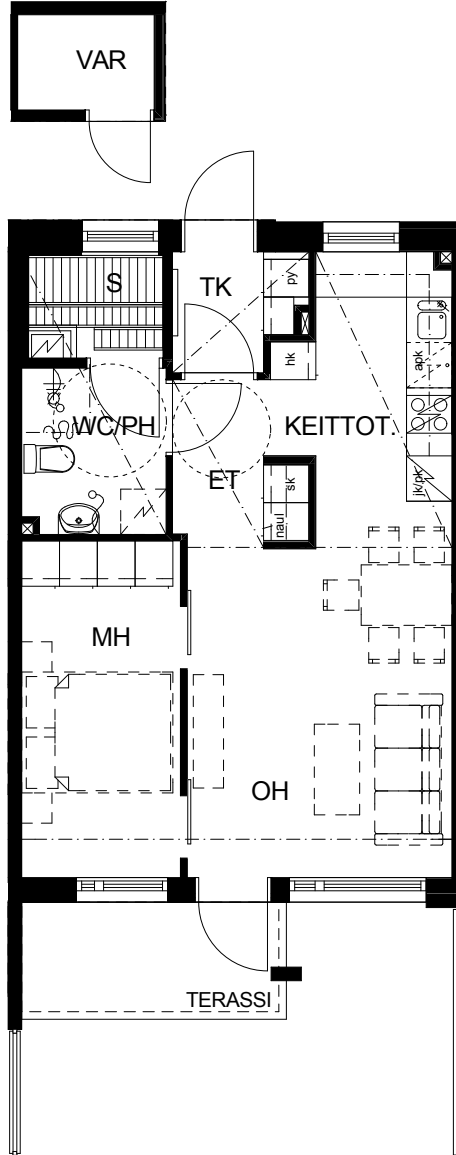 VAR
S
TK
py
hk
apk
WC/PH
KEITTOT.
ET
sk
naul
jk/pk
MH
OH
TERASSI